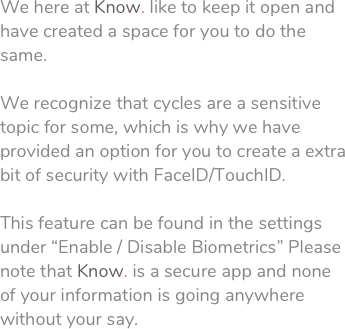 We here at Know. like to keep it open and
have created a space for you to do the
same.
We recognize that cycles are a sensitive
topic for some, which is why we have
provided an option for you to create a extra
bit of security with FaceID/TouchID.
This feature can be found in the settings
under “Enable / Disable Biometrics” Please
note that Know. is a secure app and none
of your information is going anywhere
without your say.